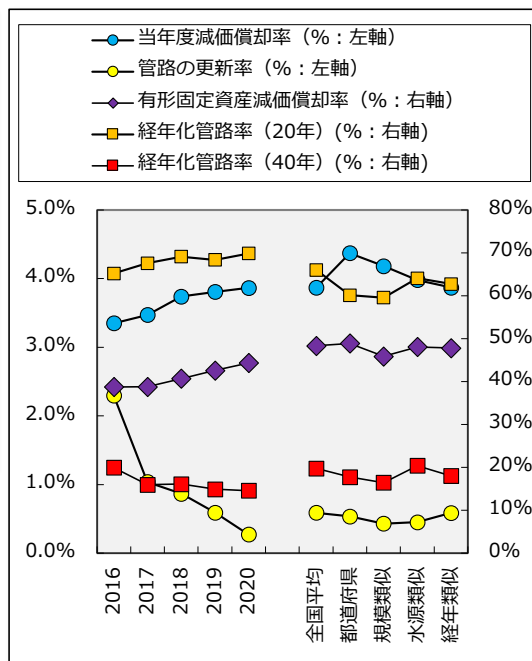 当年度減価償却率（%：左軸）
管路の更新率（%：左軸）
有形固定資産減価償却率（%：右軸）
経年化管路率（20年）(%：右軸)
経年化管路率（40年）(%：右軸)
5.0%
4.0%
3.0%
2.0%
1.0%
0.0%
80%
70%
60%
50%
40%
30%
20%
10%
0%
2016
2017
2018
2019
2020
全国平均
都道府県
規模類似
水源類似
経年類似